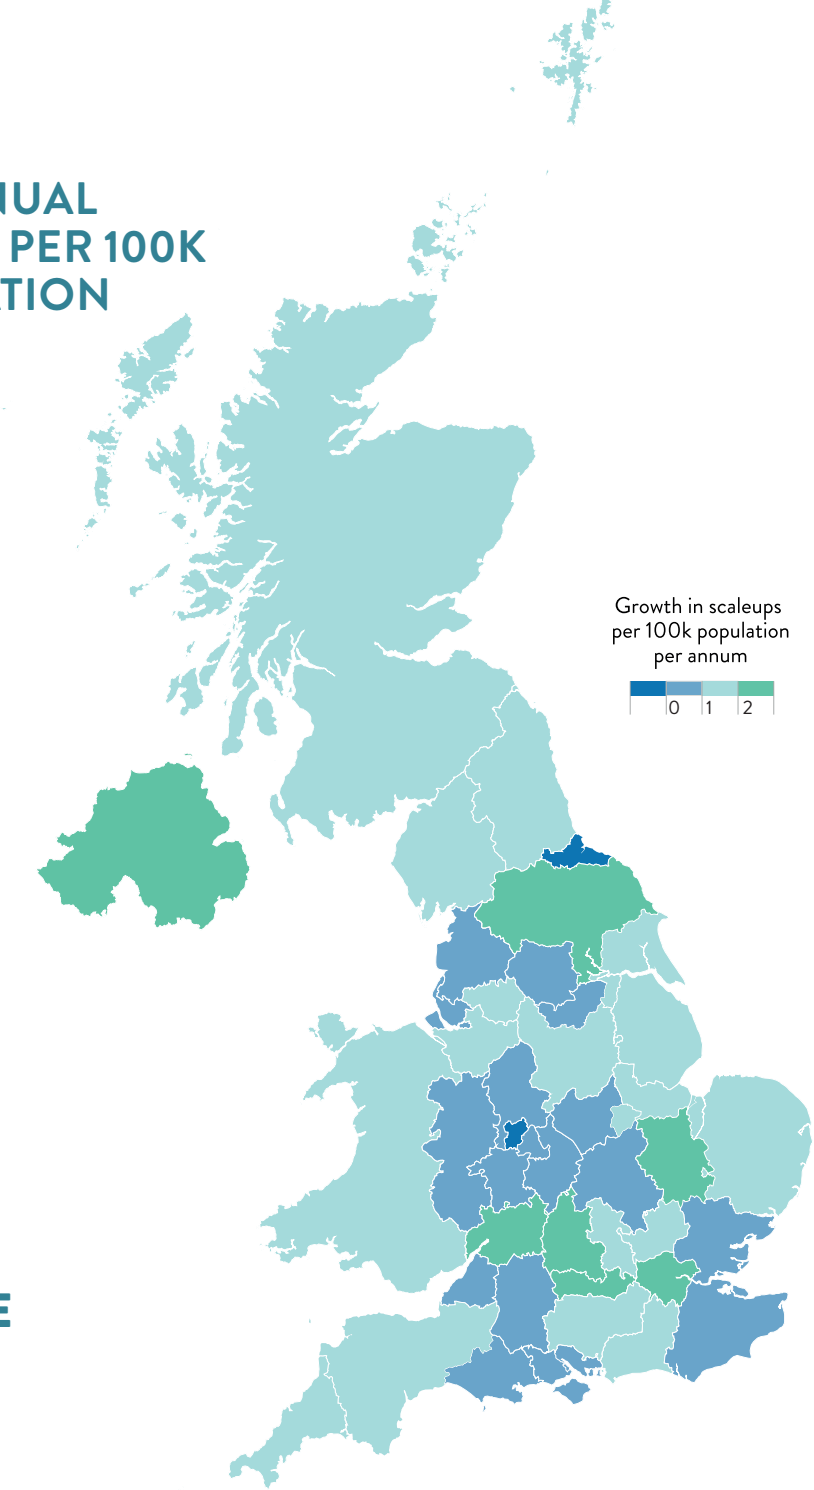 NUAL
PER 100K
TION
Growth in scaleups
per 100k population
per annum
0 1 2
E